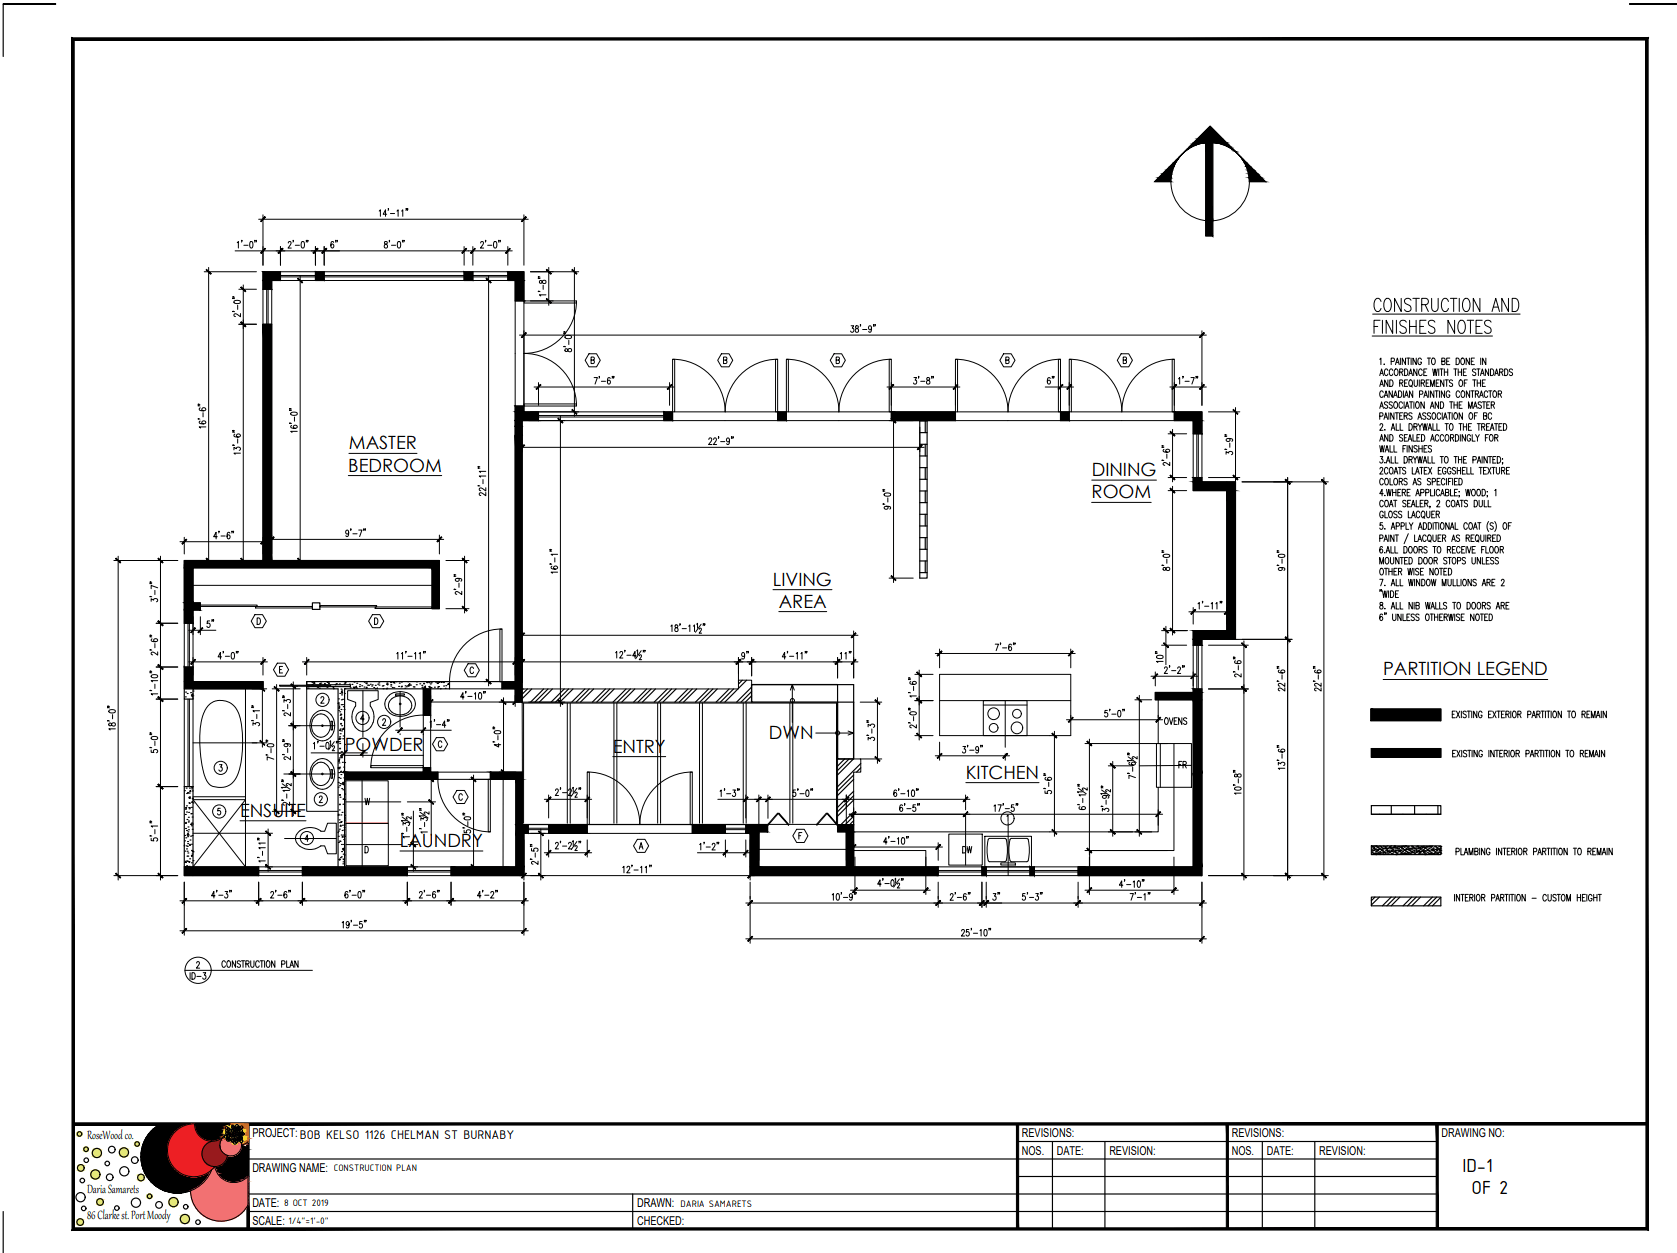 14'-11"
1'-0" 2'-0" 6" 8'-0" 2'-0"
1'-8"
2'-0"
8'-0"
38'-9"
B B B B B
7'-6" 3'-8" 6" 1'-7"
16'-6"
13'-6"
16'-0"
MASTER
BEDROOM
22'-11"
22'-9"
2'-6"
3'-9"
DINING
ROOM
9'-0"
4'-6"
9'-7"
16'-1"
8'-0"
9'-0"
3'-7"
2'-9"
LIVING
AREA
1'-11"
D D
5"
18'-11½"
2'-6"
4'-0" E 11'-11" C
12'-4½" 9" 4'-11" 11"
7'-6"
10"
2'-2"
2'-6"
22'-6"
22'-6"
1'-10"
18'-0"
2'-3"
4'-10"
1'-6"
2'-0"
3'-1"
2
4
2
1'-4"
5'-0"
OVENS
5'-0"
7'-0"
2'-9"
1'-0½"
POWDER
C
4'-0"
ENTRY
DWN
3'-3"
3'-9"
KITCHEN
7'-6½"
FR
13'-6"
3
2
2'-1½"
C
2'-2½"
1'-3"
5'-0"
6'-10"
5'-6"
6'-1½"
3'-9½"
10'-8"
5
ENSUITE
W
6'-5" 17'-5"
1
5'-1"
4
1'-11"
D
3½"
1'-3½"
5'-0"
LAUNDRY
2'-5"
2'-2½"
A
1'-2"
F
4'-10"
DW
12'-11"
4'-0½"
4'-10"
4'-3" 2'-6" 6'-0" 2'-6" 4'-2"
10'-9" 2'-6" 3" 5'-3" 7'-1"
19'-5"
25'-10"
2
ID-3
CONSTRUCTION PLAN
CONSTRUCTION AND
FINISHES NOTES
1. PAINTING TO BE DONE IN
ACCORDANCE WITH THE STANDARDS
AND REQUIREMENTS OF THE
CANADIAN PAINTING CONTRACTOR
ASSOCIATION AND THE MASTER
PAINTERS ASSOCIATION OF BC
2. ALL DRYWALL TO THE TREATED
AND SEALED ACCORDINGLY FOR
WALL FINSHES
3.ALL DRYWALL TO THE PAINTED;
2COATS LATEX EGGSHELL TEXTURE
COLORS AS SPECIFIED
4.WHERE APPLICABLE; WOOD; 1
COAT SEALER, 2 COATS DULL
GLOSS LACQUER
5. APPLY ADDITIONAL COAT (S) OF
PAINT / LACQUER AS REQUIRED
6.ALL DOORS TO RECEIVE FLOOR
MOUNTED DOOR STOPS UNLESS
OTHER WISE NOTED
7. ALL WINDOW MULLIONS ARE 2
"WIDE
8. ALL NIB WALLS TO DOORS ARE
6" UNLESS OTHERWISE NOTED
PARTITION LEGEND
EXISTING EXTERIOR PARTITION TO REMAIN
EXISTING INTERIOR PARTITION TO REMAIN
PLAMBING INTERIOR PARTITION TO REMAIN
INTERIOR PARTITION - CUSTOM HEIGHT
RoseWood co.
Daria Samarets
86 Clarke st. Port Moody
PROJECT: BOB KELSO 1126 CHELMAN ST BURNABY
DRAWING NAME: CONSTRUCTION PLAN
DATE: 8 OCT 2019
DRAWN: DARIA SAMARETS
SCALE: 1/4"=1'-0"
CHECKED:
REVISIONS:
NOS. DATE: REVISION:
REVISIONS:
NOS. DATE: REVISION:
DRAWING NO:
ID-1
OF 2